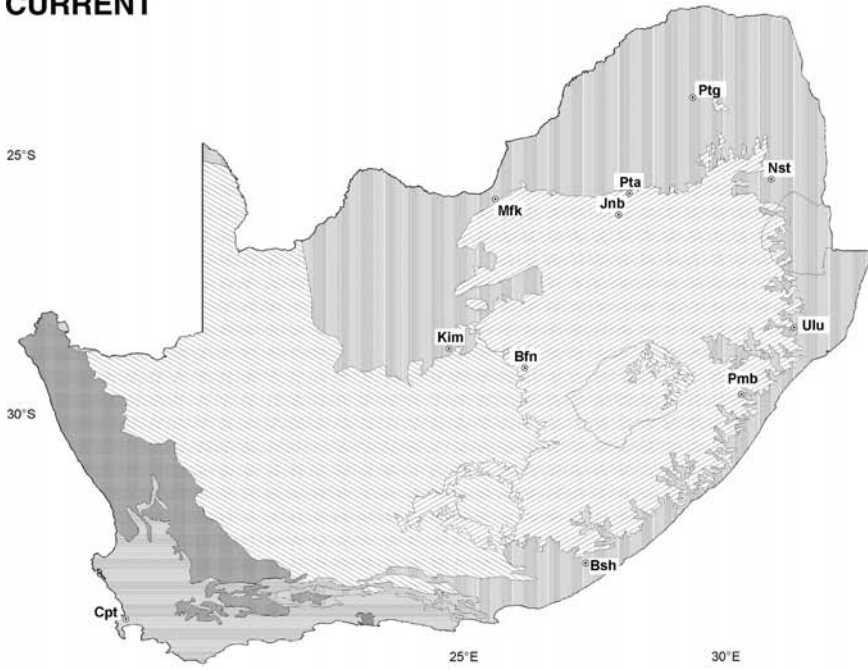 CURRENT
Ptg
25°S
Nst
Pta
Jnb
Mfk
Ulu
Kim
Bfn
Pmb
30°S
Bsh
Cpt
25°E 30°E